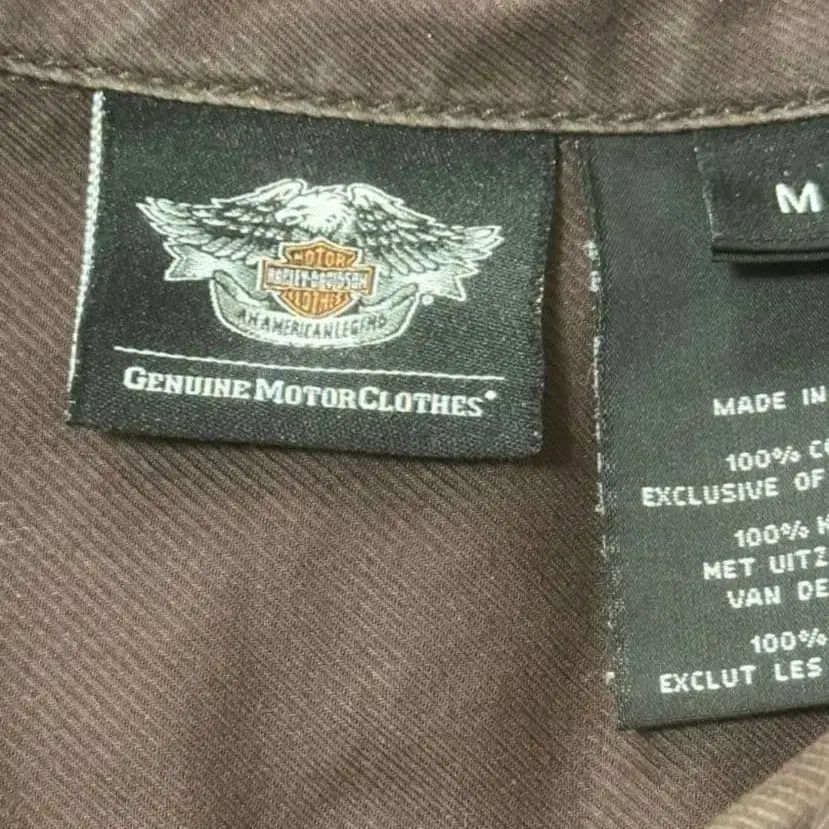 MOTOR
HARLEY-DAVIDSON
CLOTHES
AN AMERICAN LEGEND
®
GENUINE MOTORCLOTHES®
M
MADE IN
100% CO
EXCLUSIVE OF
100% K
MET UITZ
VAN DE
100%
EXCLUT LES